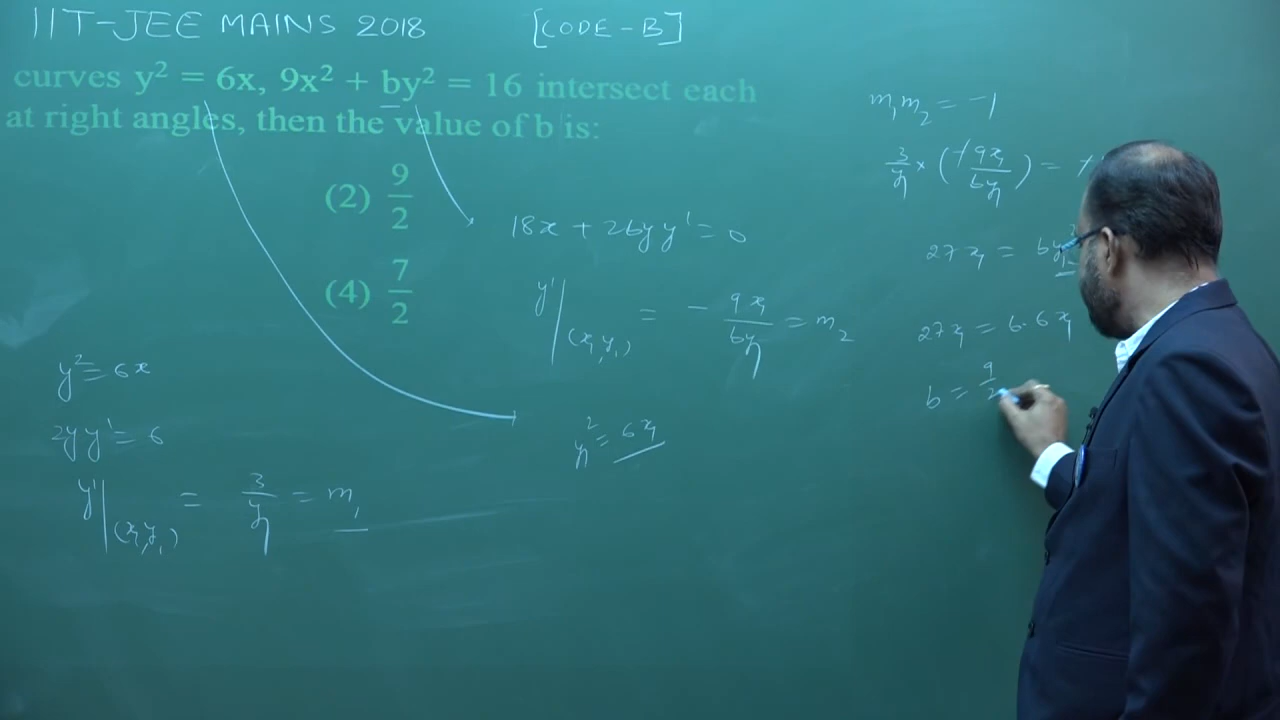 IIT-JEE MAINS 2018 [CODE-B]
curves y² = 6x, 9x² + by² = 16 intersect each
at right angles, then the value of b is:
(2) 9/2
(4) 7/2
y² = 6x
2yy' = 6
y'|(x₁,y₁) = 3/y₁ = m₁
18x + 2byy' = 0
y'|(x₁,y₁) = -9x₁/by₁ = m₂
y₁² = 6x₁
m₁m₂ = -1
3/y₁ × (-9x₁/by₁) =
27x₁ = by₁²
27x₁ = b·6x₁
b = 9/2